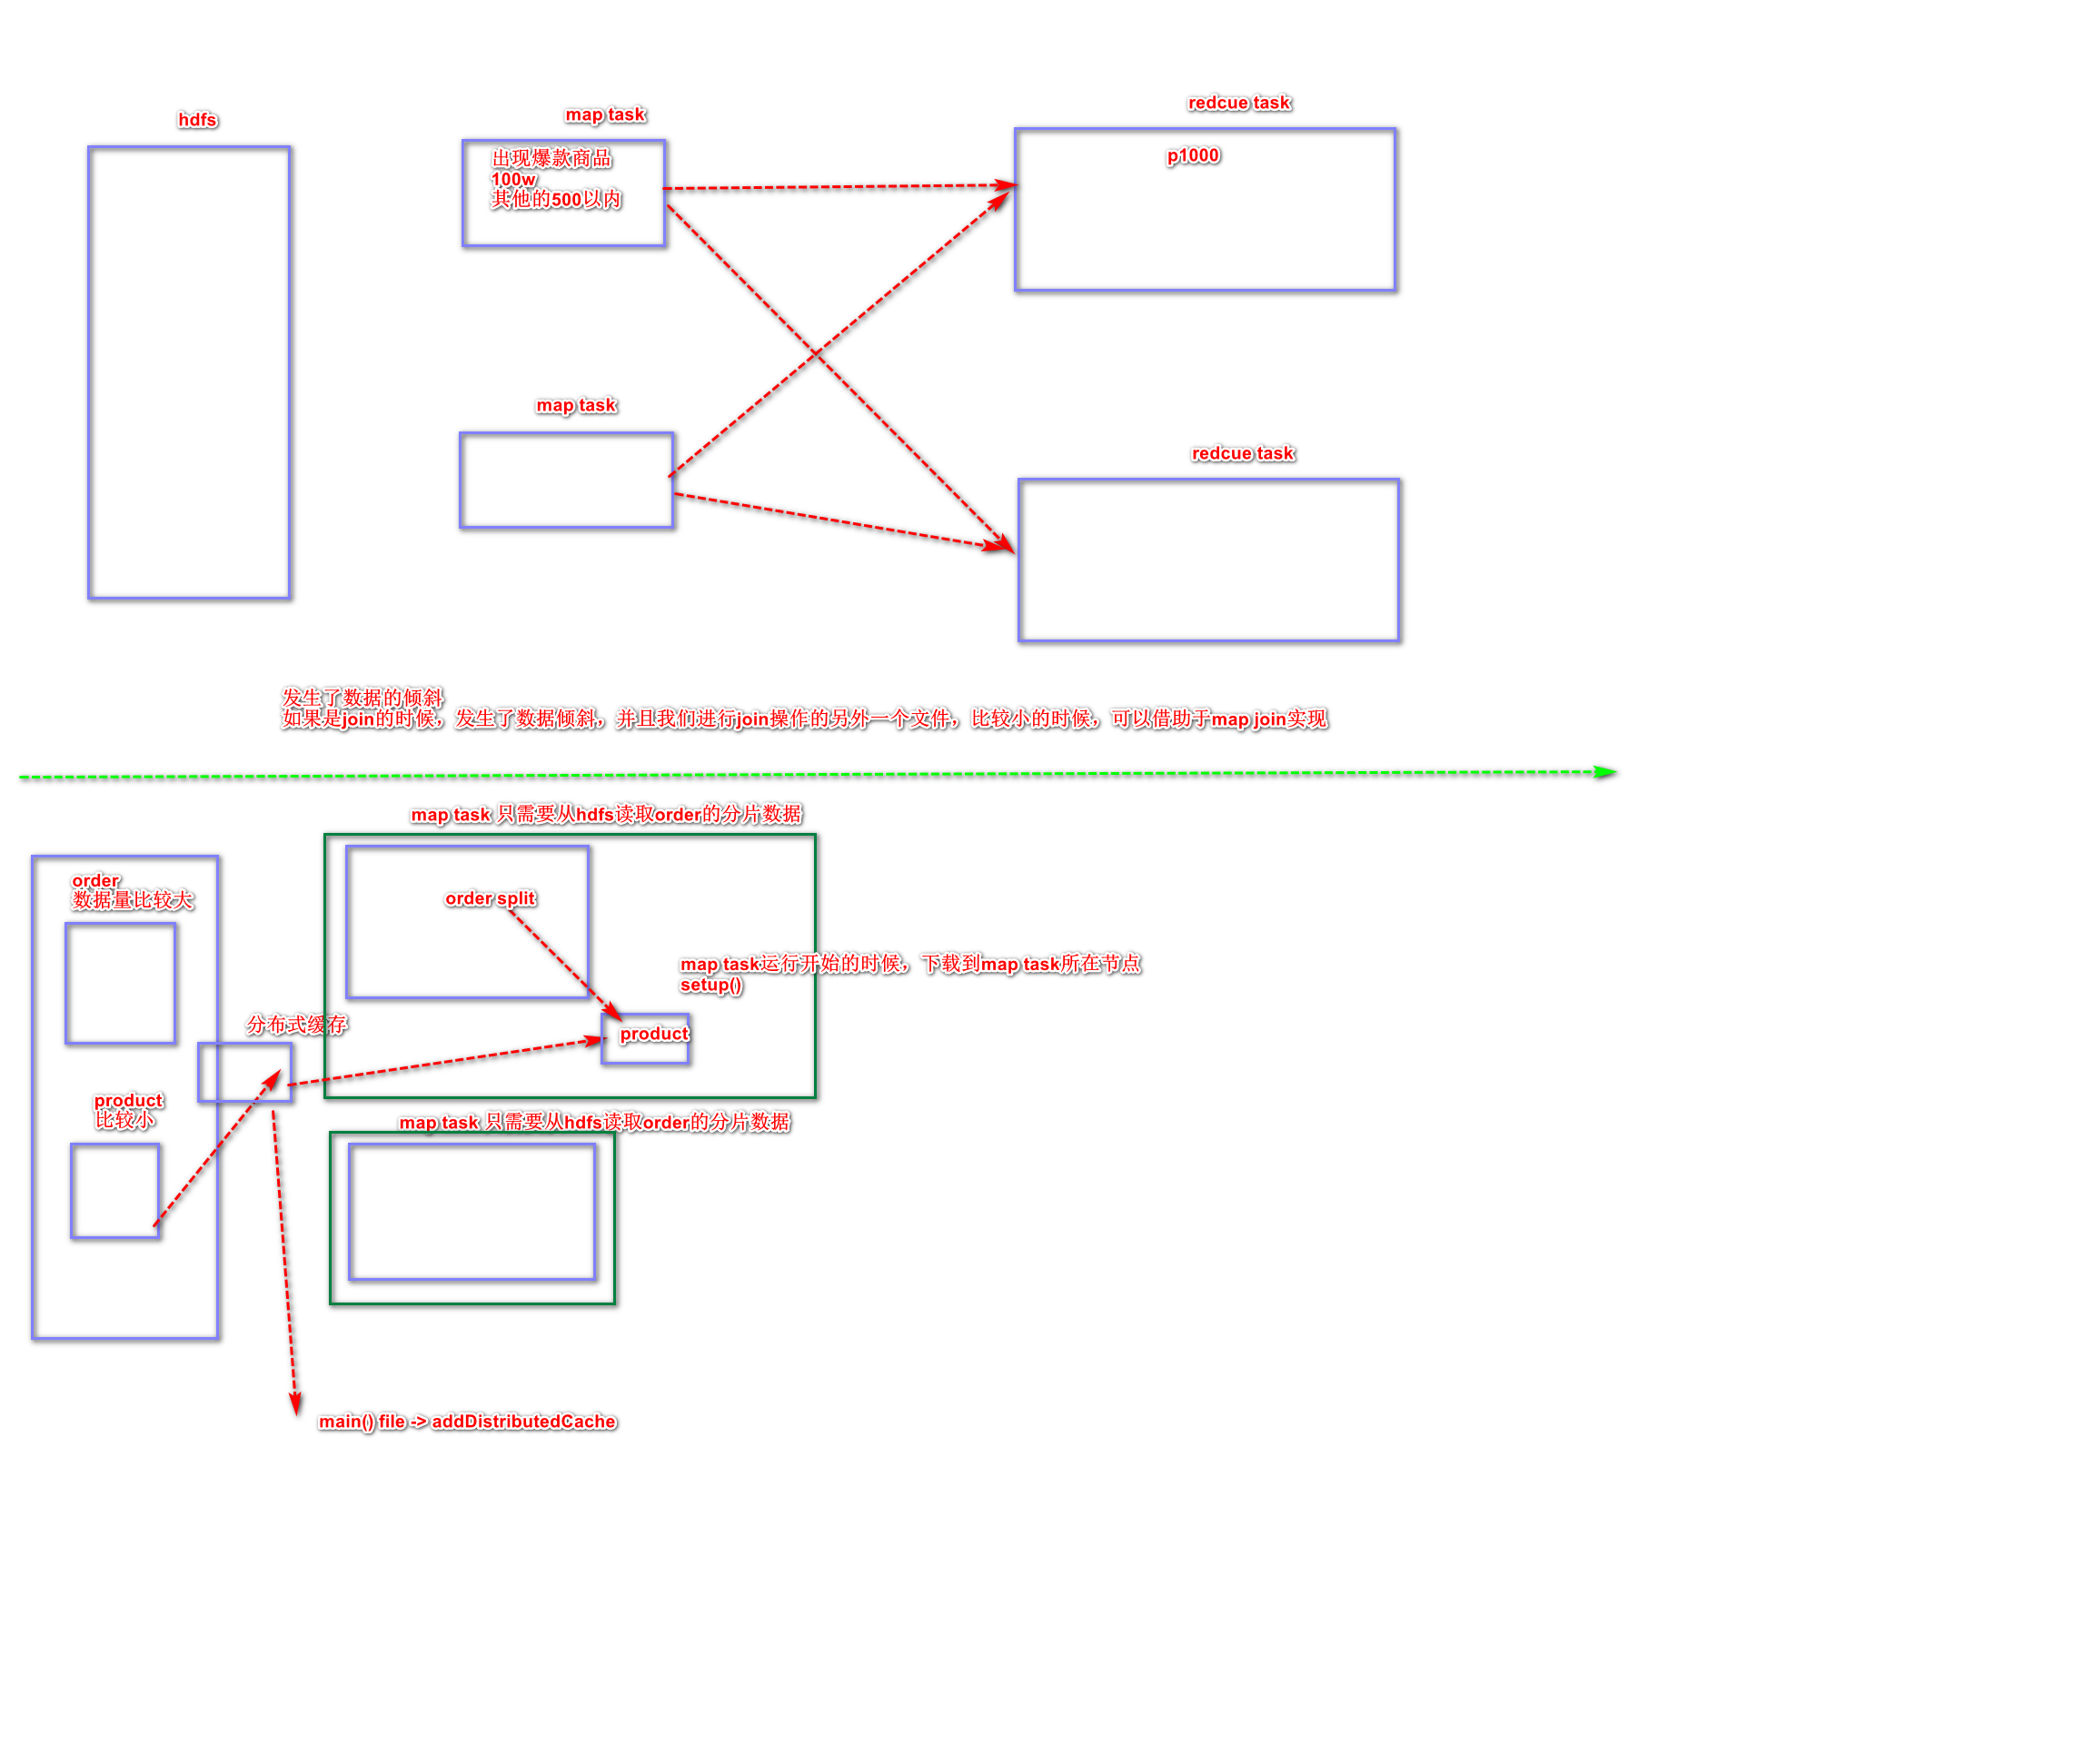 hdfs
map task
redcue task
出现爆款商品
100w
其他的500以内
p1000
map task
redcue task
发生了数据的倾斜
如果是join的时候，发生了数据倾斜，并且我们进行join操作的另外一个文件，比较小的时候，可以借助于map join实现
map task 只需要从hdfs读取order的分片数据
order
数据量比较大
order split
map task运行开始的时候，下载到map task所在节点
setup()
分布式缓存
product
product
比较小
map task 只需要从hdfs读取order的分片数据
main() file -> addDistributedCache